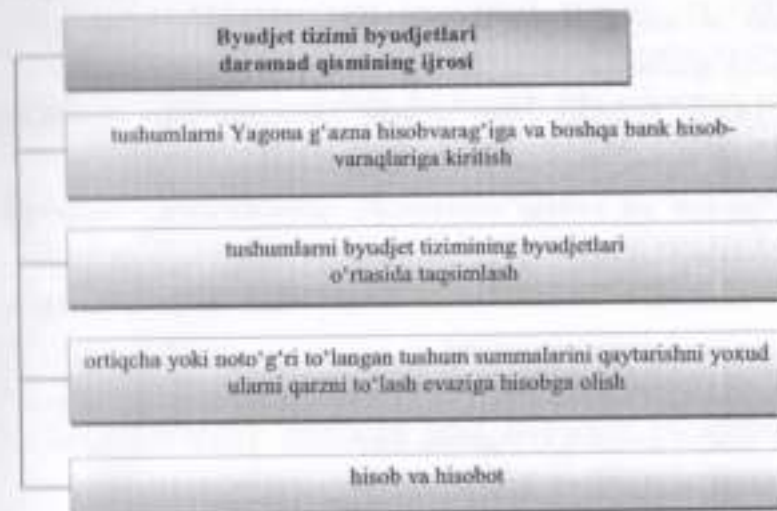 Byudjet tizimi byudjetlari
daromad qismining ijrosi
tushumlarni Yagona g‘azna hisobvarag‘iga va boshqa bank hisob-
varaqlariga kiritish
tushumlarni byudjet tizimining byudjetlari
o‘rtasida taqsimlash
ortiqcha yoki noto‘g‘ri to‘langan tushum summalarini qaytarishni yoxud
ularni qarzni to‘lash evaziga hisobga olish
hisob va hisobot